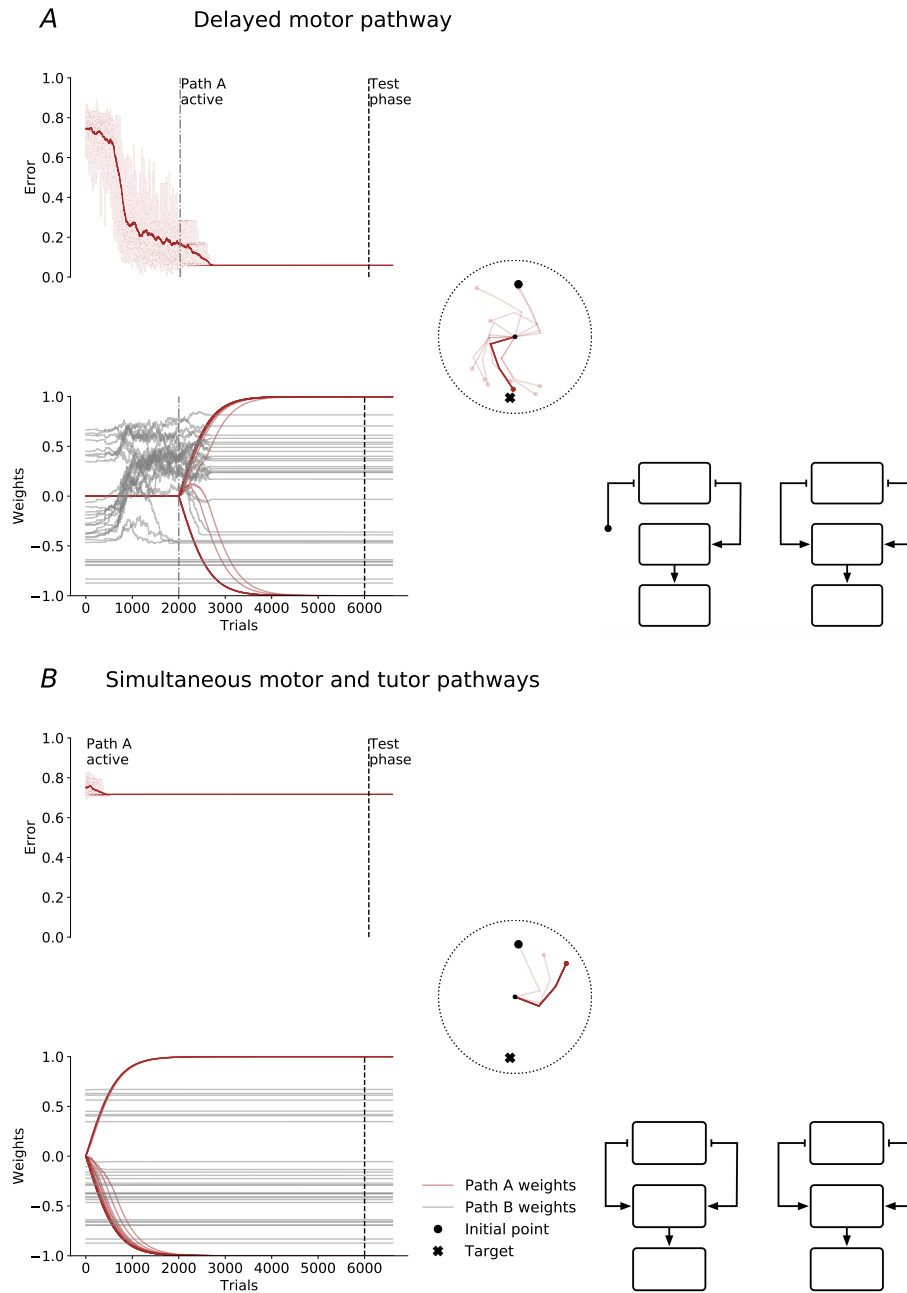 A Delayed motor pathway
1.0
0.8
0.6
0.4
0.2
0.0
Error
Path A
active
Test
phase
1.0
0.5
0.0
−0.5
−1.0
Weights
0 1000 2000 3000 4000 5000 6000
Trials
B Simultaneous motor and tutor pathways
1.0
0.8
0.6
0.4
0.2
0.0
Error
Path A
active
Test
phase
1.0
0.5
0.0
−0.5
−1.0
Weights
0 1000 2000 3000 4000 5000 6000
Trials
Path A weights
Path B weights
Initial point
Target